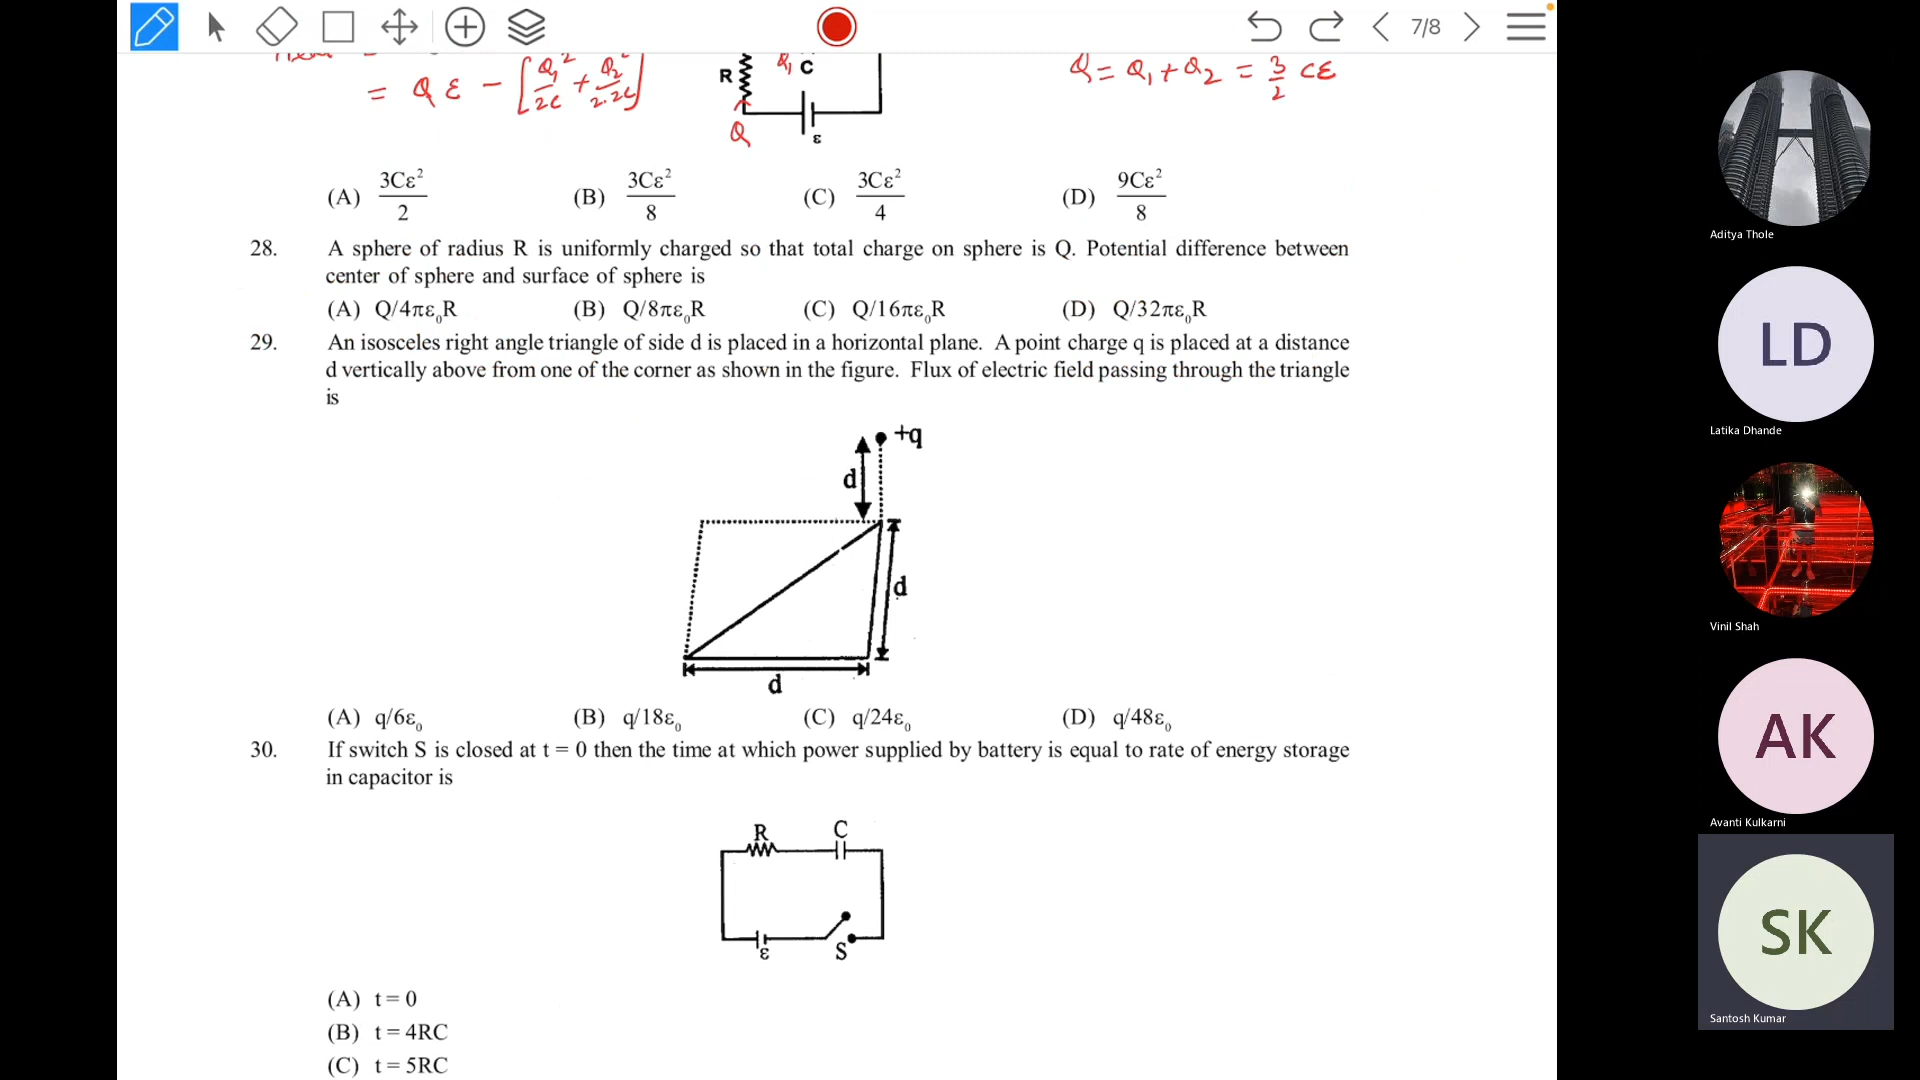 7/8
= Qε - [Q₁²/2C + Q₂²/2.2C]
R
Q₁ C
Q
ε
Q = Q₁ + Q₂ = 3/2 Cε
(A) 3Cε²/2 (B) 3Cε²/8 (C) 3Cε²/4 (D) 9Cε²/8
28. A sphere of radius R is uniformly charged so that total charge on sphere is Q. Potential difference between
center of sphere and surface of sphere is
(A) Q/4πε₀R (B) Q/8πε₀R (C) Q/16πε₀R (D) Q/32πε₀R
29. An isosceles right angle triangle of side d is placed in a horizontal plane. A point charge q is placed at a distance
d vertically above from one of the corner as shown in the figure. Flux of electric field passing through the triangle
is
+q
d
d
d
(A) q/6ε₀ (B) q/18ε₀ (C) q/24ε₀ (D) q/48ε₀
30. If switch S is closed at t = 0 then the time at which power supplied by battery is equal to rate of energy storage
in capacitor is
R C
ε S
(A) t = 0
(B) t = 4RC
(C) t = 5RC
Aditya Thole
LD
Latika Dhande
Vinil Shah
AK
Avanti Kulkarni
SK
Santosh Kumar